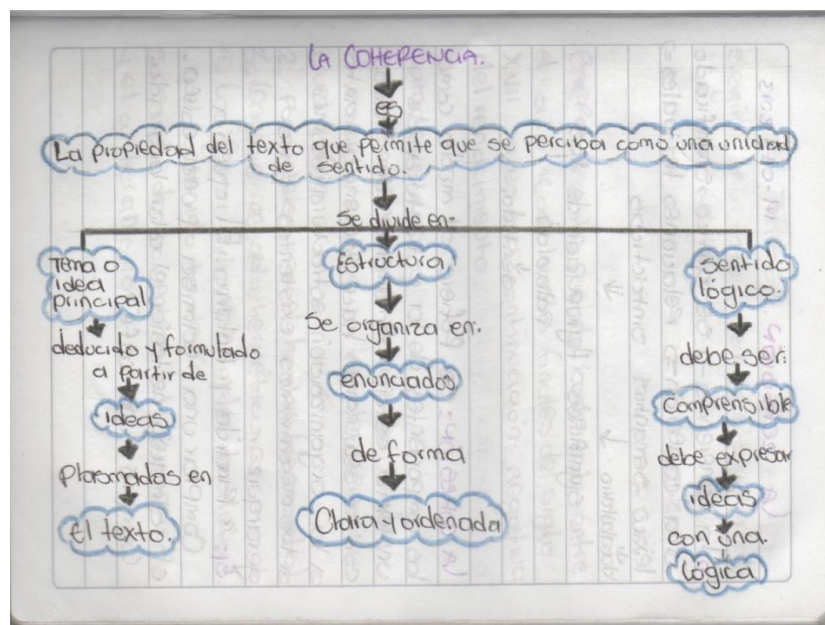 LA COHERENCIA.
es
La propiedad del texto que permite que se perciba como una unidad
de sentido.
Se divide en:
Tema o
idea
principal
deducido y formulado
a partir de
ideas
Plasmadas en
El texto.
Estructura
Se organiza en:
enunciados
de forma
Clara y ordenada
sentido
lógico.
debe ser:
Comprensible
debe expresar
ideas
con una.
Lógica